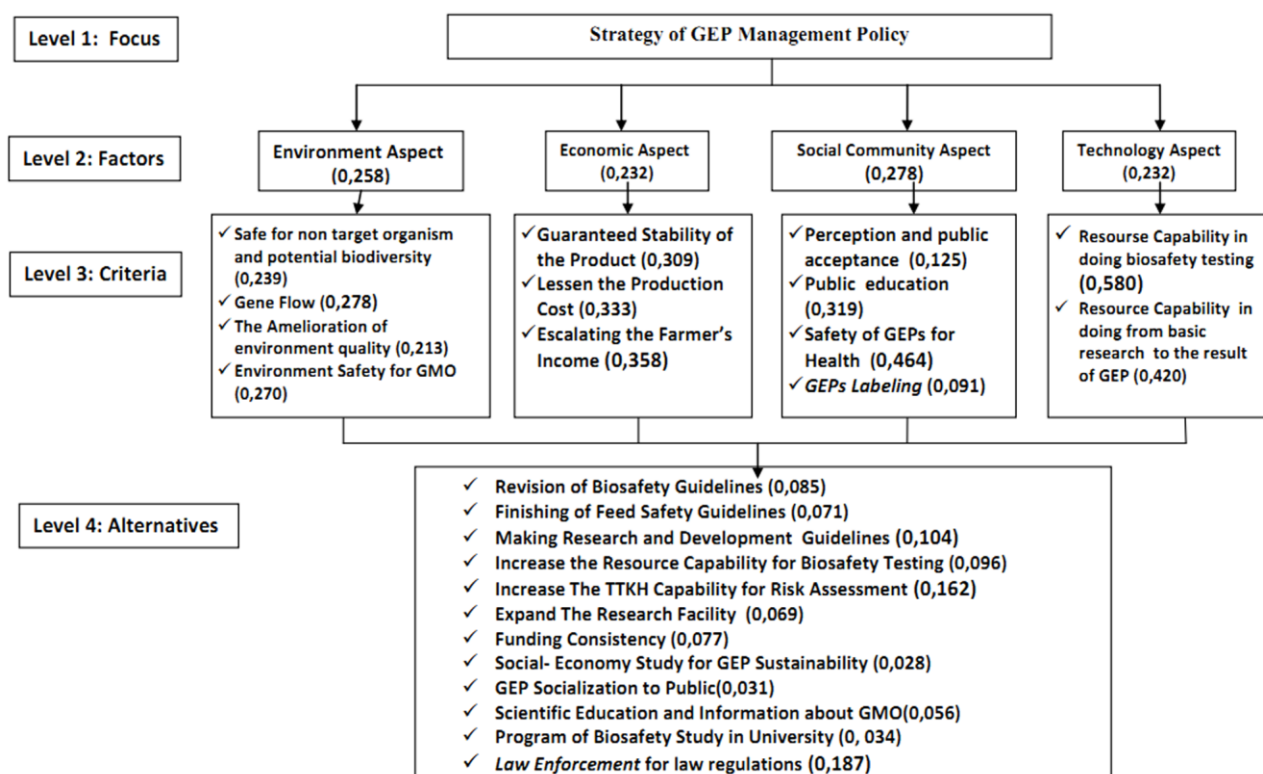 Level 1: Focus
Strategy of GEP Management Policy
Level 2: Factors
Environment Aspect
(0,258)
Economic Aspect
(0,232)
Social Community Aspect
(0,278)
Technology Aspect
(0,232)
Level 3: Criteria
✓ Safe for non target organism
and potential biodiversity
(0,239)
✓ Gene Flow (0,278)
✓ The Amelioration of
environment quality (0,213)
✓ Environment Safety for GMO
(0,270)
✓ Guaranteed Stability of
the Product (0,309)
✓ Lessen the Production
Cost (0,333)
✓ Escalating the Farmer's
Income (0,358)
✓ Perception and public
acceptance (0,125)
✓ Public education
(0,319)
✓ Safety of GEPs for
Health (0,464)
✓ GEPs Labeling (0,091)
✓ Resourse Capability in
doing biosafety testing
(0,580)
✓ Resource Capability in
doing from basic
research to the result
of GEP (0,420)
Level 4: Alternatives
✓ Revision of Biosafety Guidelines (0,085)
✓ Finishing of Feed Safety Guidelines (0,071)
✓ Making Research and Development Guidelines (0,104)
✓ Increase the Resource Capability for Biosafety Testing (0,096)
✓ Increase The TTKH Capability for Risk Assessment (0,162)
✓ Expand The Research Facility (0,069)
✓ Funding Consistency (0,077)
✓ Social- Economy Study for GEP Sustainability (0,028)
✓ GEP Socialization to Public(0,031)
✓ Scientific Education and Information about GMO(0,056)
✓ Program of Biosafety Study in University (0, 034)
✓ Law Enforcement for law regulations (0,187)